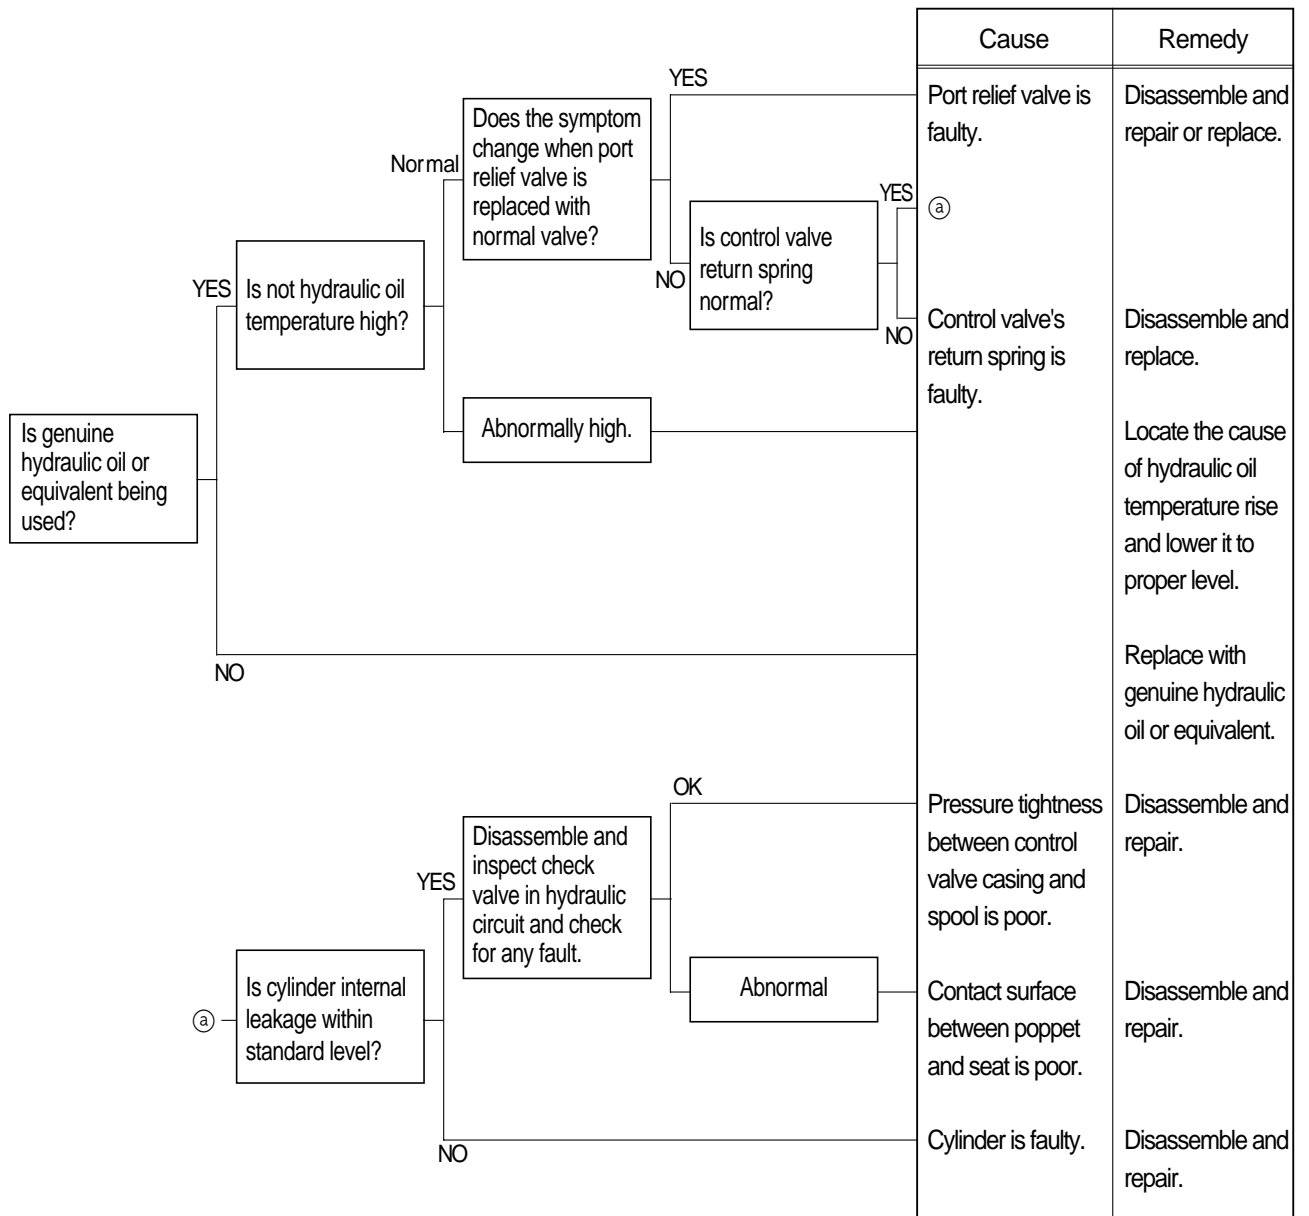 Cause
Remedy
YES
Port relief valve is
faulty.
Disassemble and
repair or replace.
Does the symptom
change when port
relief valve is
replaced with
normal valve?
Normal
YES
ⓐ
Is control valve
return spring
normal?
NO
NO
Control valve's
return spring is
faulty.
Disassemble and
replace.
YES
Is not hydraulic oil
temperature high?
Abnormally high.
Locate the cause
of hydraulic oil
temperature rise
and lower it to
proper level.
Is genuine
hydraulic oil or
equivalent being
used?
NO
Replace with
genuine hydraulic
oil or equivalent.
OK
Pressure tightness
between control
valve casing and
spool is poor.
Disassemble and
repair.
YES
Disassemble and
inspect check
valve in hydraulic
circuit and check
for any fault.
Abnormal
Contact surface
between poppet
and seat is poor.
Disassemble and
repair.
ⓐ
Is cylinder internal
leakage within
standard level?
NO
Cylinder is faulty.
Disassemble and
repair.